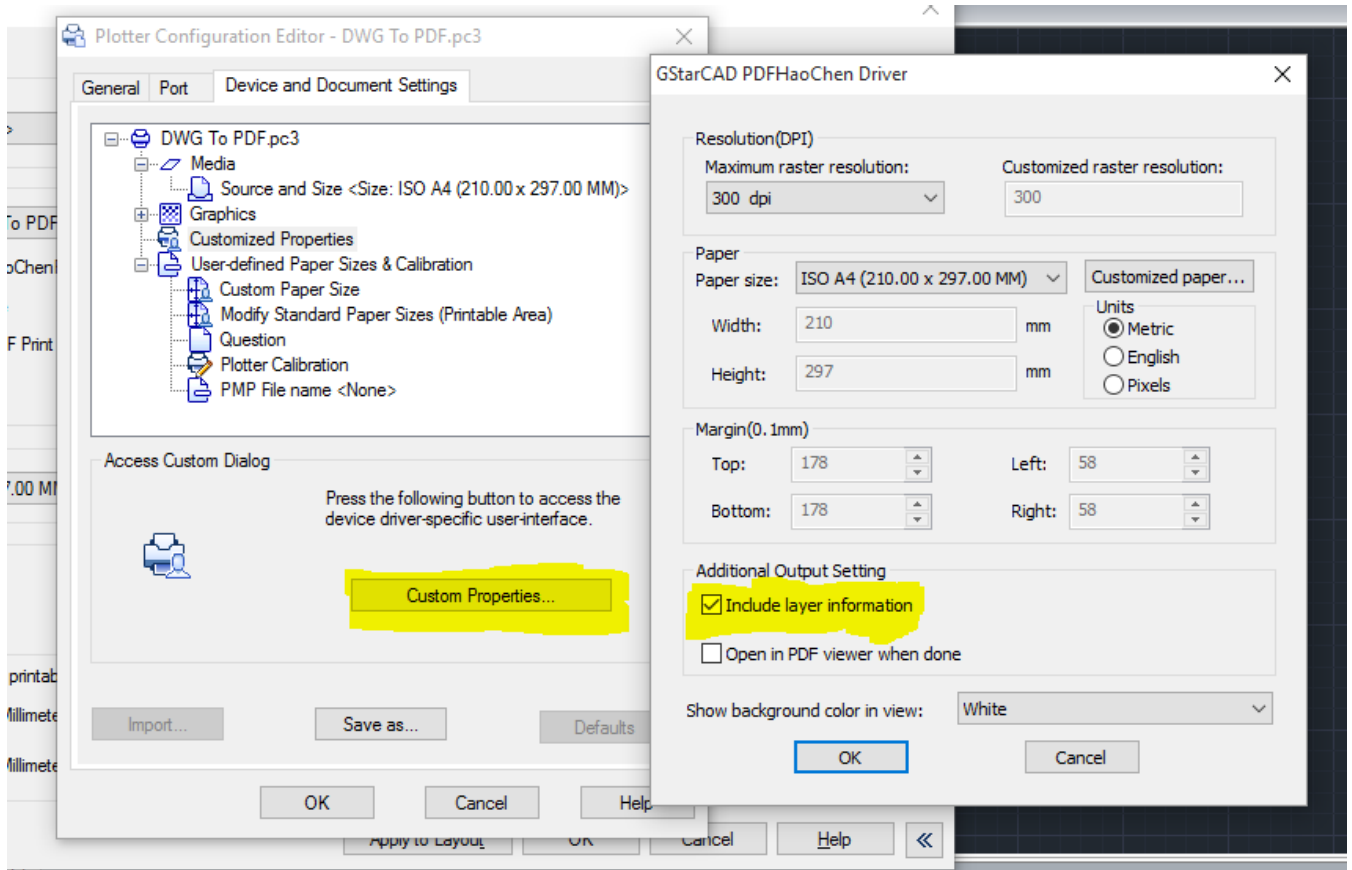 Plotter Configuration Editor - DWG To PDF.pc3
General Port Device and Document Settings
DWG To PDF.pc3
Media
Source and Size <Size: ISO A4 (210.00 x 297.00 MM)>
Graphics
Customized Properties
User-defined Paper Sizes & Calibration
Custom Paper Size
Modify Standard Paper Sizes (Printable Area)
Question
Plotter Calibration
PMP File name <None>
Access Custom Dialog
Press the following button to access the
device driver-specific user-interface.
Custom Properties...
Import... Save as... Defaults
OK Cancel Help
GStarCAD PDFHaoChen Driver
Resolution(DPI)
Maximum raster resolution: Customized raster resolution:
300 dpi 300
Paper
Paper size: ISO A4 (210.00 x 297.00 MM) Customized paper...
Units
Width: 210 mm Metric
English
Height: 297 mm
Pixels
Margin(0.1mm)
Top: 178 Left: 58
Bottom: 178 Right: 58
Additional Output Setting
Include layer information
Open in PDF viewer when done
Show background color in view: White
OK Cancel
To PDF
F Print
7.00 M
printab
Millimete
Millimete
Apply to Layout OK Cancel Help